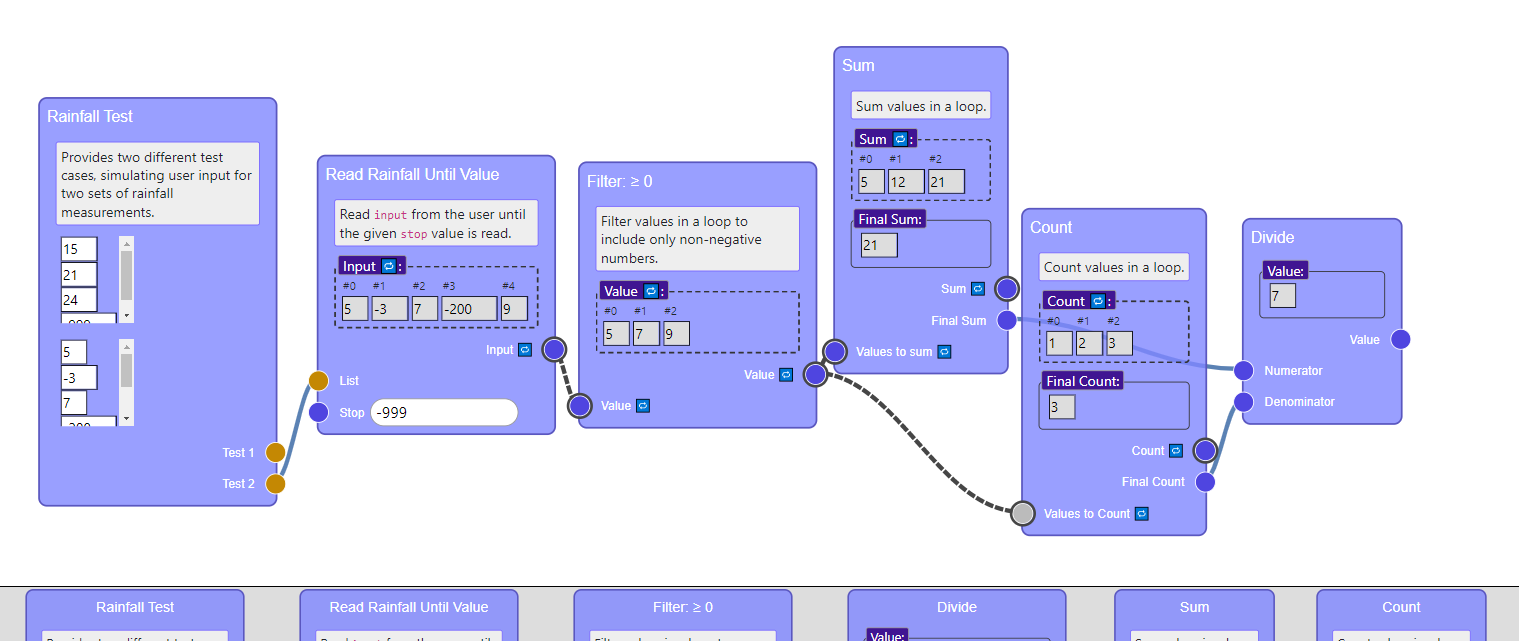 Rainfall Test
Provides two different test
cases, simulating user input for
two sets of rainfall
measurements.
15
21
24
5
-3
7
Test 1
Test 2
Read Rainfall Until Value
Read input from the user until
the given stop value is read.
Input :
#0 #1 #2 #3 #4
5 -3 7 -200 9
Input
List
Stop -999
Filter: ≥ 0
Filter values in a loop to
include only non-negative
numbers.
Value :
#0 #1 #2
5 7 9
Value
Value
Sum
Sum values in a loop.
Sum :
#0 #1 #2
5 12 21
Final Sum:
21
Sum
Final Sum
Values to sum
Count
Count values in a loop.
Count :
#0 #1 #2
1 2 3
Final Count:
3
Count
Final Count
Values to Count
Divide
Value:
7
Value
Numerator
Denominator
Rainfall Test
Read Rainfall Until Value
Filter: ≥ 0
Divide
Value:
Sum
Count